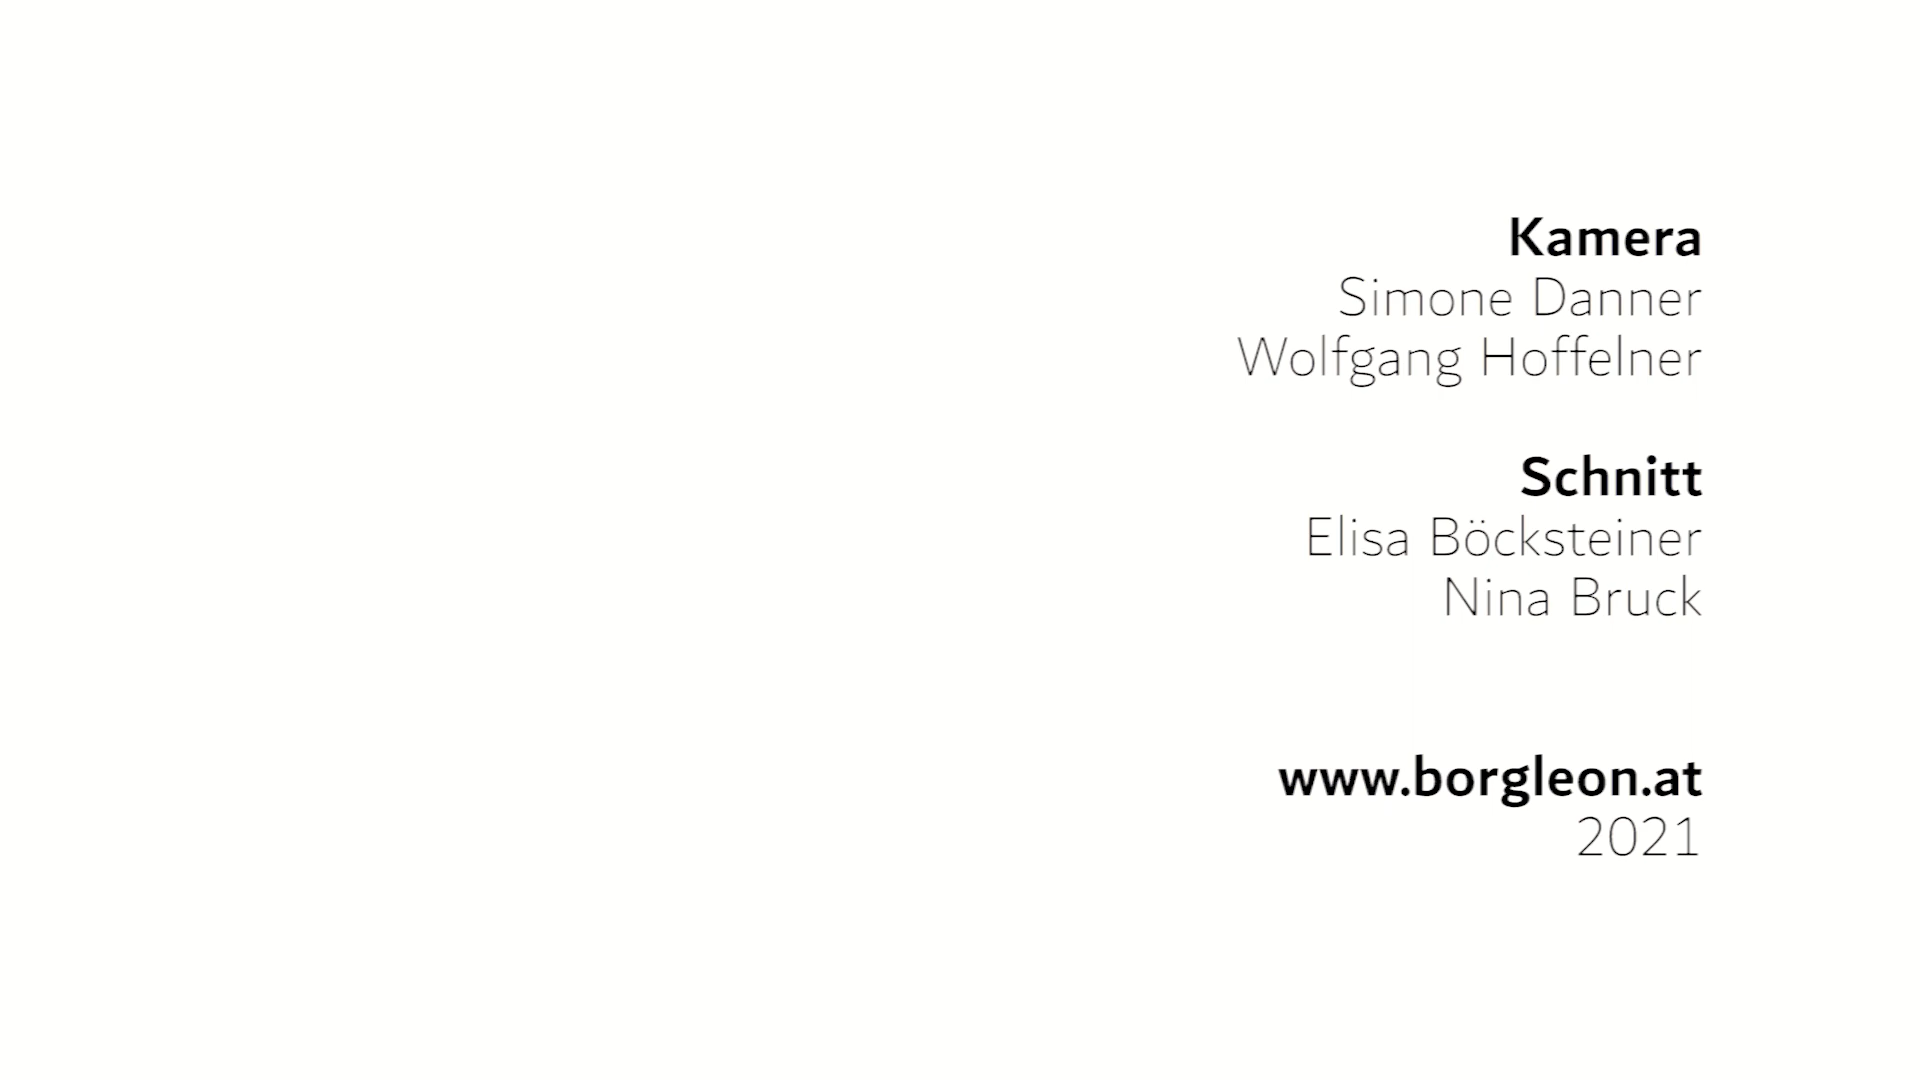 Kamera
Simone Danner
Wolfgang Hoffelner
Schnitt
Elisa Böcksteiner
Nina Bruck
www.borgleon.at
2021